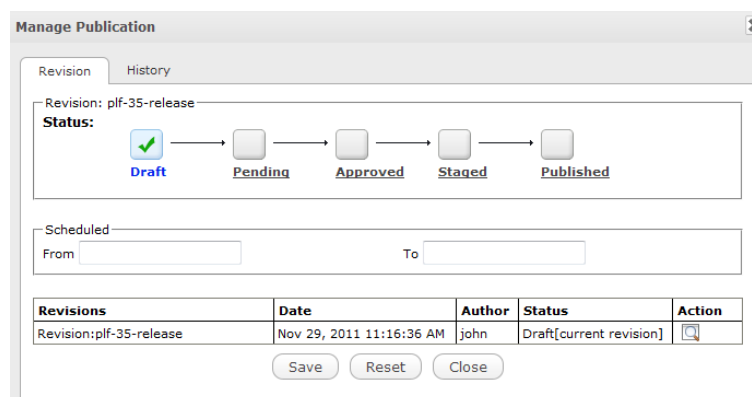 Manage Publication
Revision History
Revision: plf-35-release
Status:
Draft Pending Approved Staged Published
Scheduled
From To
Revisions Date Author Status Action
Revision:plf-35-release Nov 29, 2011 11:16:36 AM john Draft[current revision]
Save Reset Close